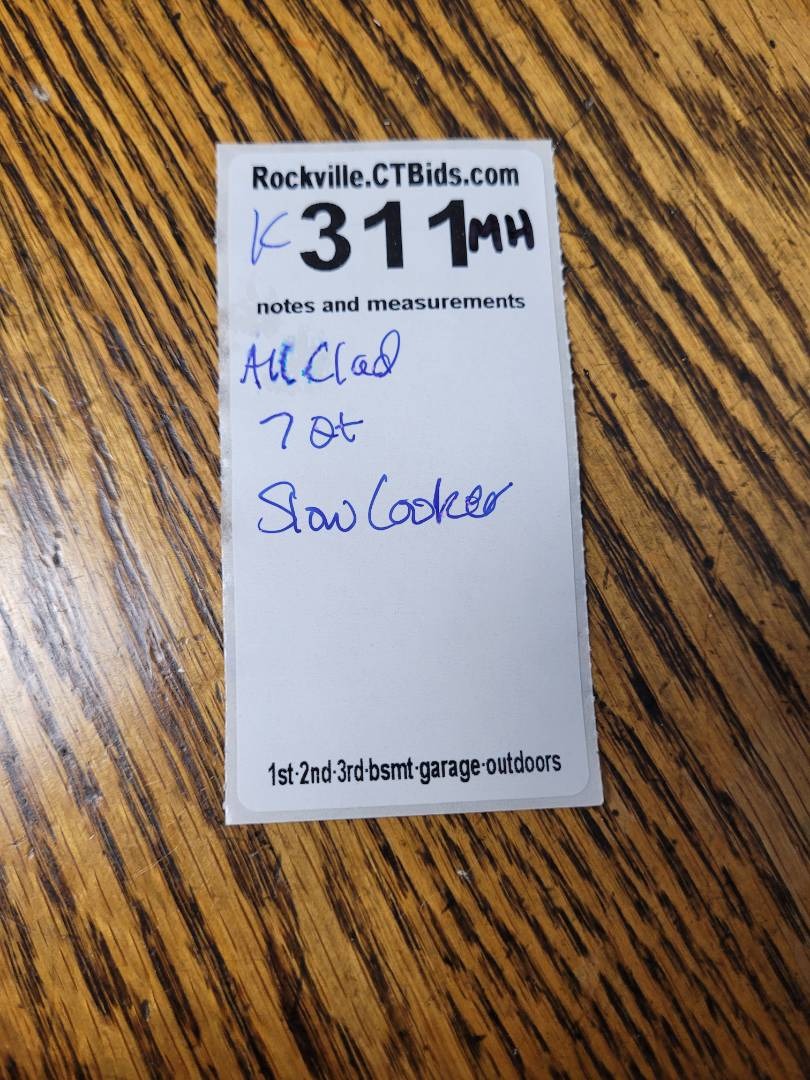 Rockville.CTBids.com
K 311 MH
notes and measurements
All Clad
7 Qt
Slow Cooker
1st·2nd·3rd·bsmt·garage·outdoors